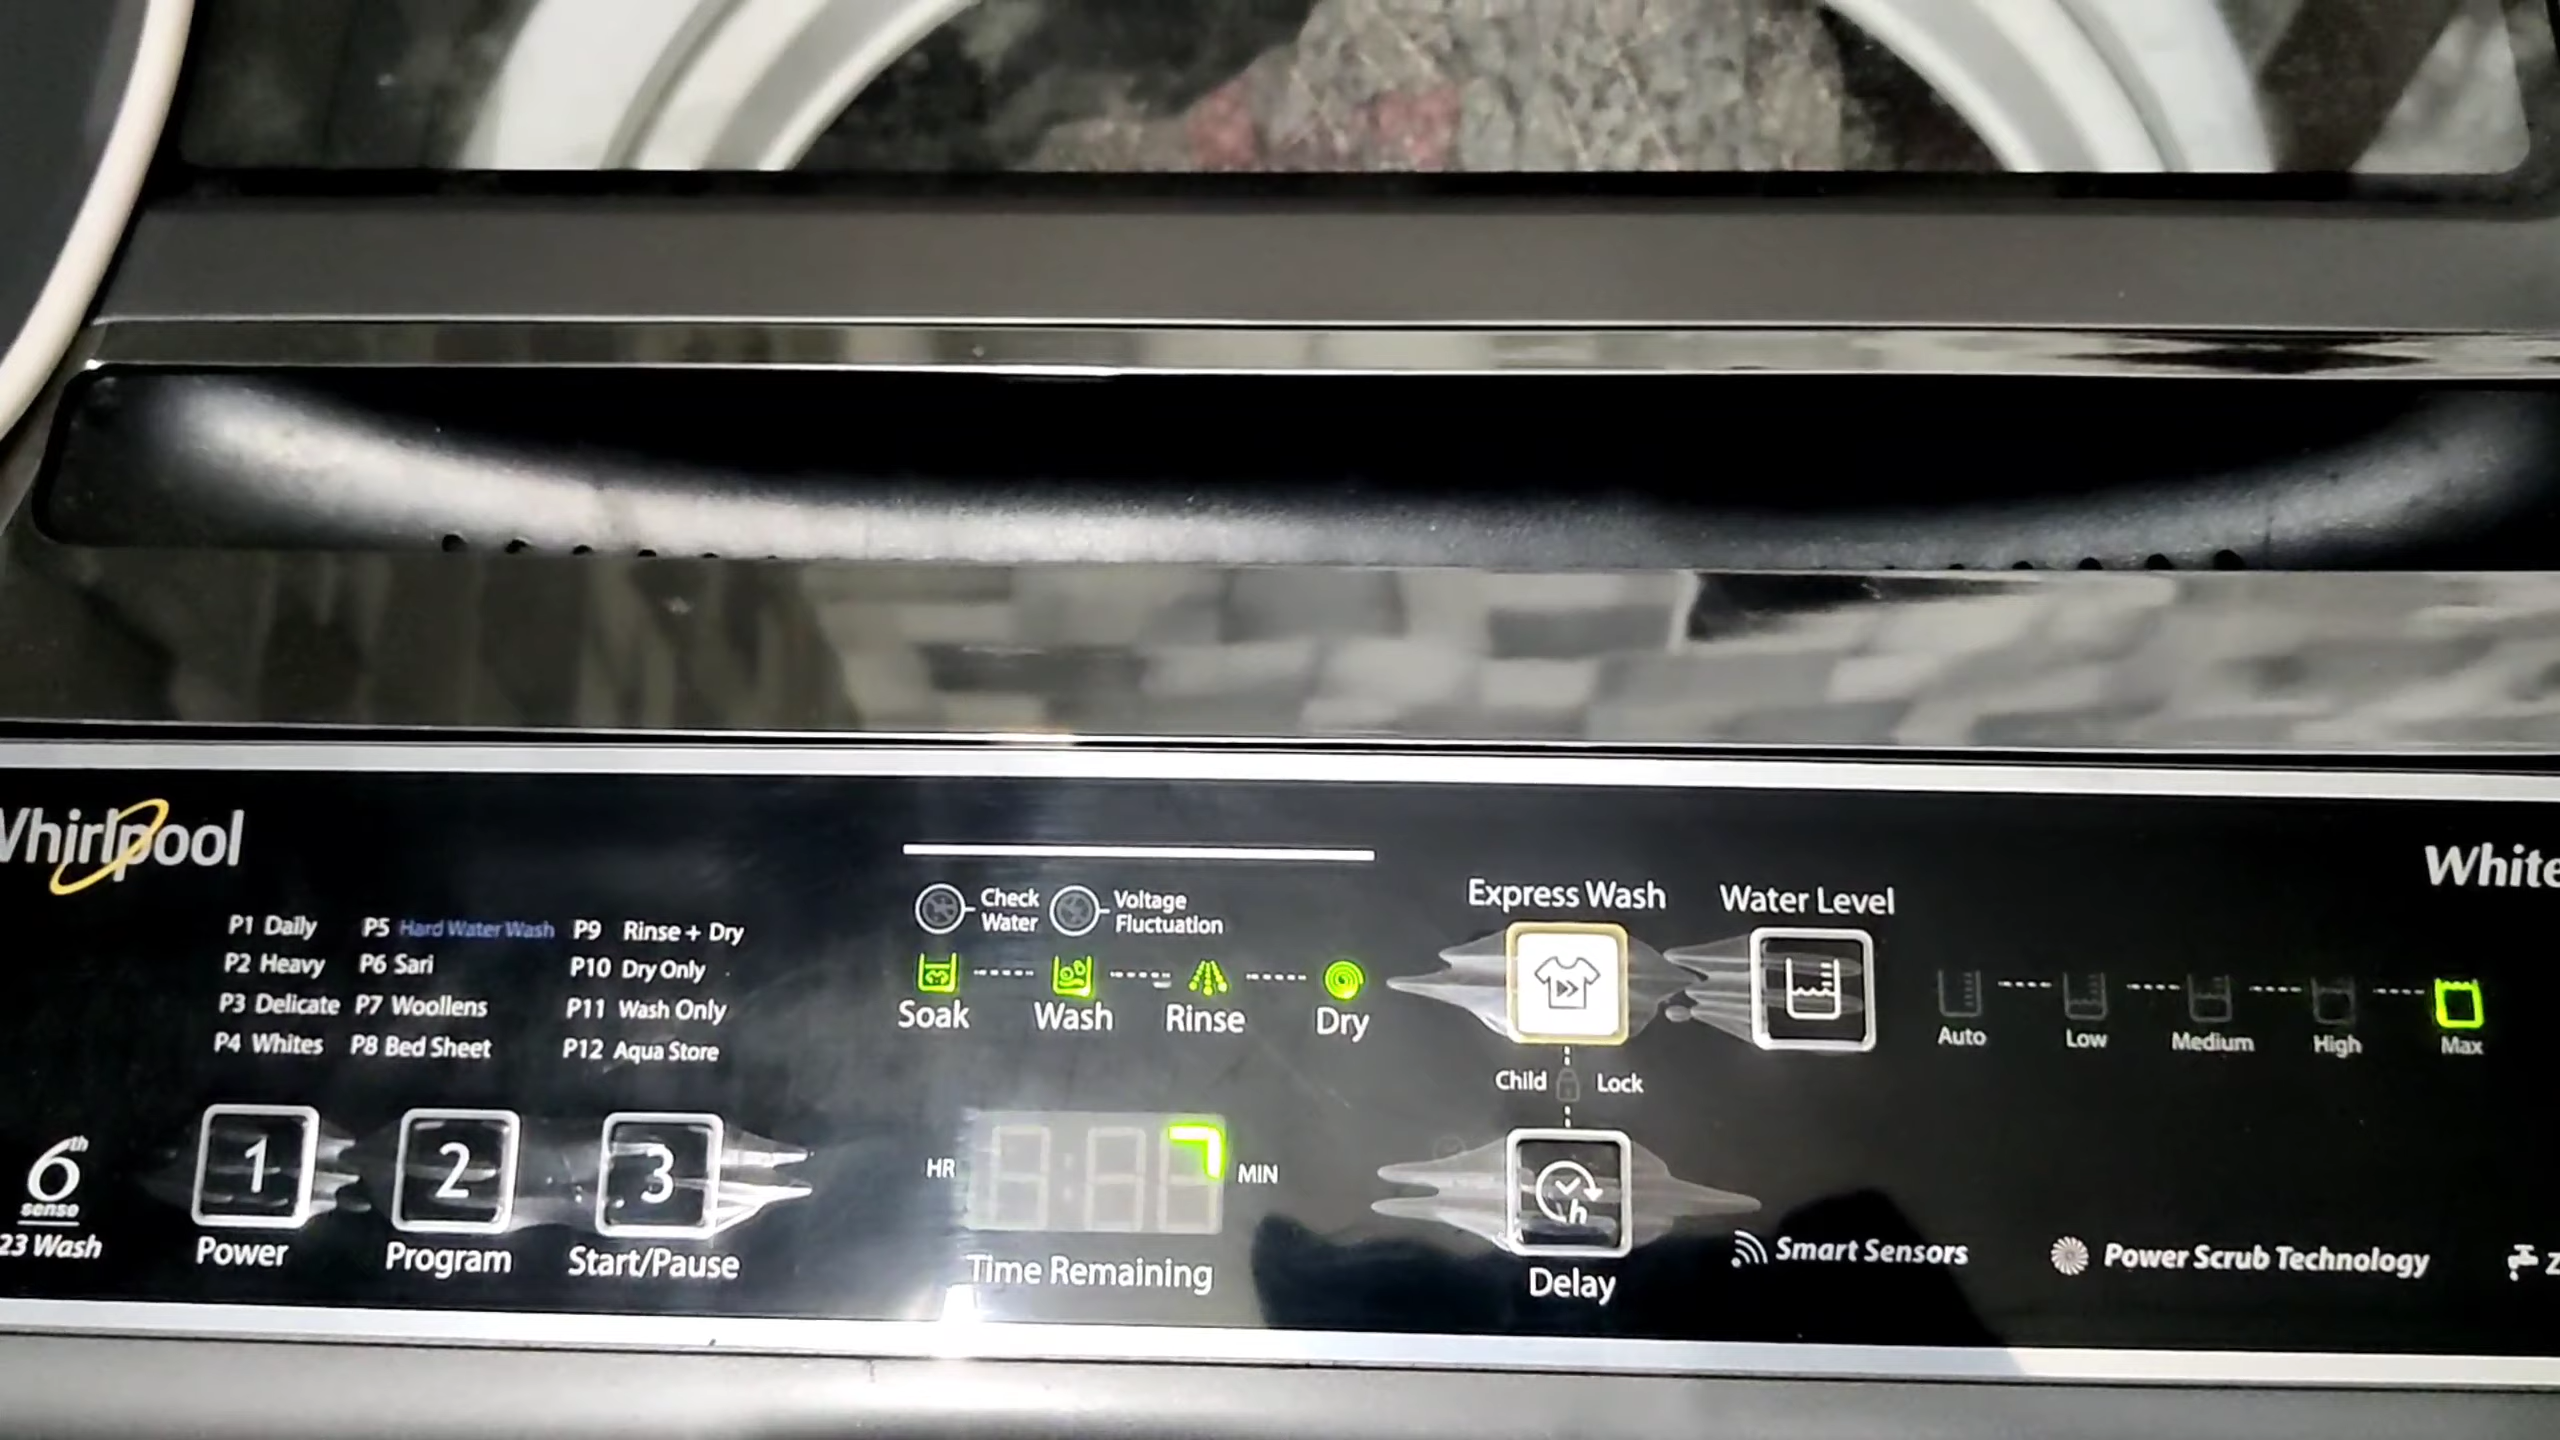 Whirlpool
White
P1 Daily
P2 Heavy
P3 Delicate
P4 Whites
P5 Hard Water Wash
P6 Sari
P7 Woollens
P8 Bed Sheet
P9 Rinse + Dry
P10 Dry Only
P11 Wash Only
P12 Aqua Store
Check
Water
Voltage
Fluctuation
Soak
Wash
Rinse
Dry
Express Wash
Water Level
Auto
Low
Medium
High
Max
Child Lock
6th
sense
23 Wash
1
Power
2
Program
3
Start/Pause
HR
7
MIN
Time Remaining
h
Delay
Smart Sensors
Power Scrub Technology
Z